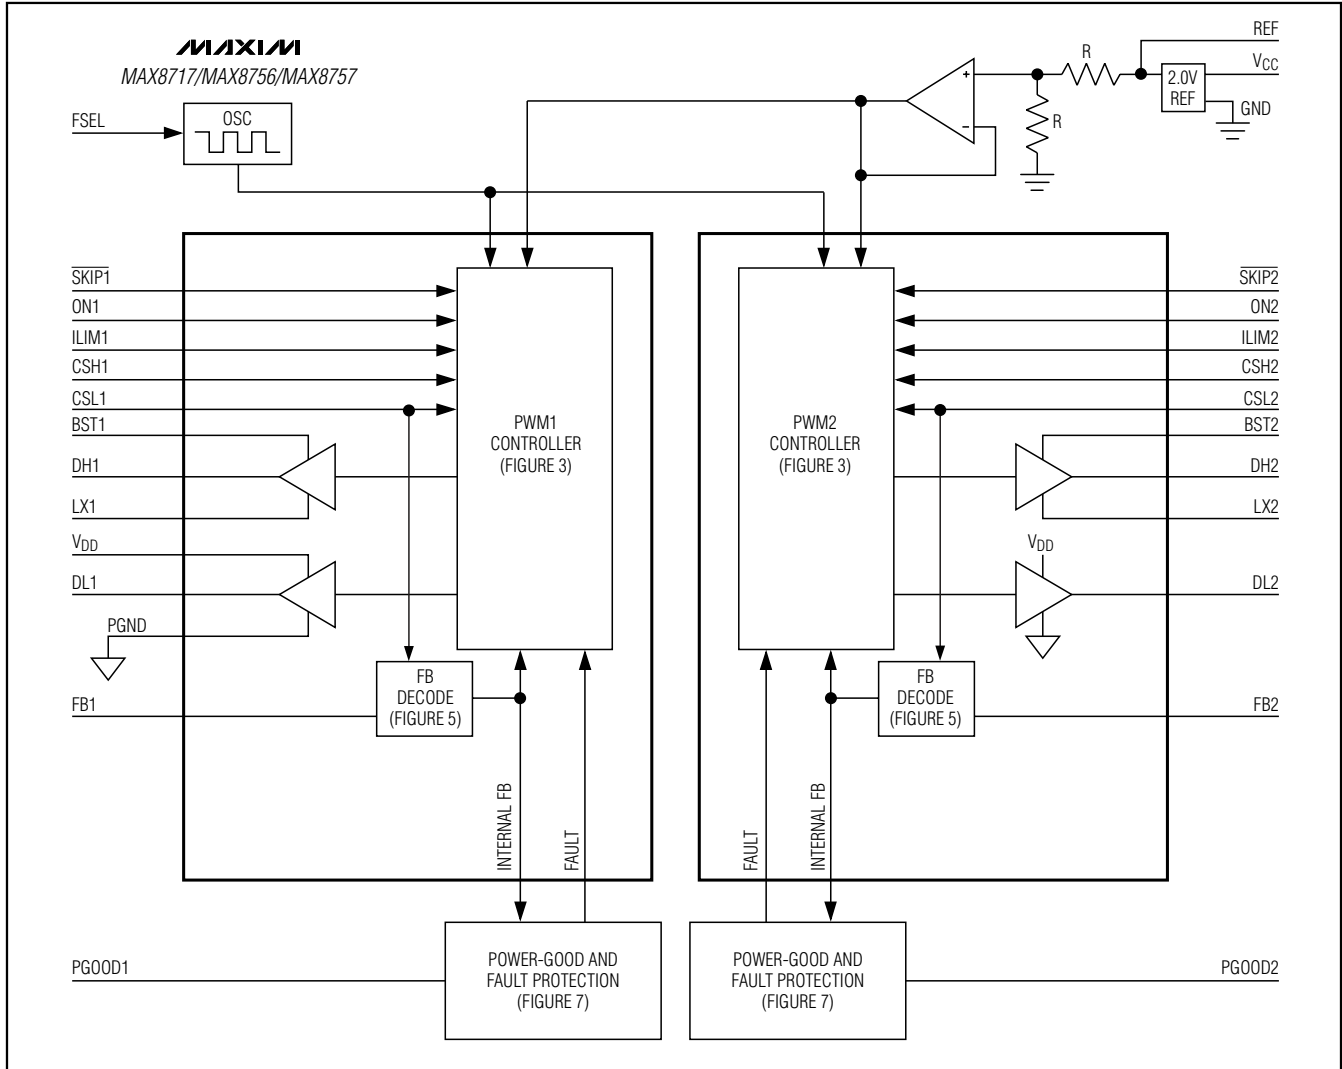 MAXIM
MAX8717/MAX8756/MAX8757
FSEL
OSC
REF
VCC
R
2.0V
REF
GND
R
SKIP1
ON1
ILIM1
CSH1
CSL1
BST1
DH1
LX1
VDD
DL1
PGND
FB1
PWM1
CONTROLLER
(FIGURE 3)
FB
DECODE
(FIGURE 5)
INTERNAL FB
FAULT
PWM2
CONTROLLER
(FIGURE 3)
VDD
FB
DECODE
(FIGURE 5)
FAULT
INTERNAL FB
SKIP2
ON2
ILIM2
CSH2
CSL2
BST2
DH2
LX2
DL2
FB2
PGOOD1
POWER-GOOD AND
FAULT PROTECTION
(FIGURE 7)
POWER-GOOD AND
FAULT PROTECTION
(FIGURE 7)
PGOOD2